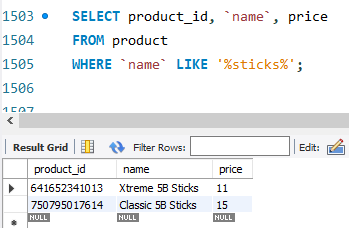 1503 SELECT product_id, `name`, price
1504 FROM product
1505 WHERE `name` LIKE '%sticks%';
1506
1507
Result Grid Filter Rows: Edit:
product_id name price
641652341013 Xtreme 5B Sticks 11
750795017614 Classic 5B Sticks 15
NULL NULL NULL